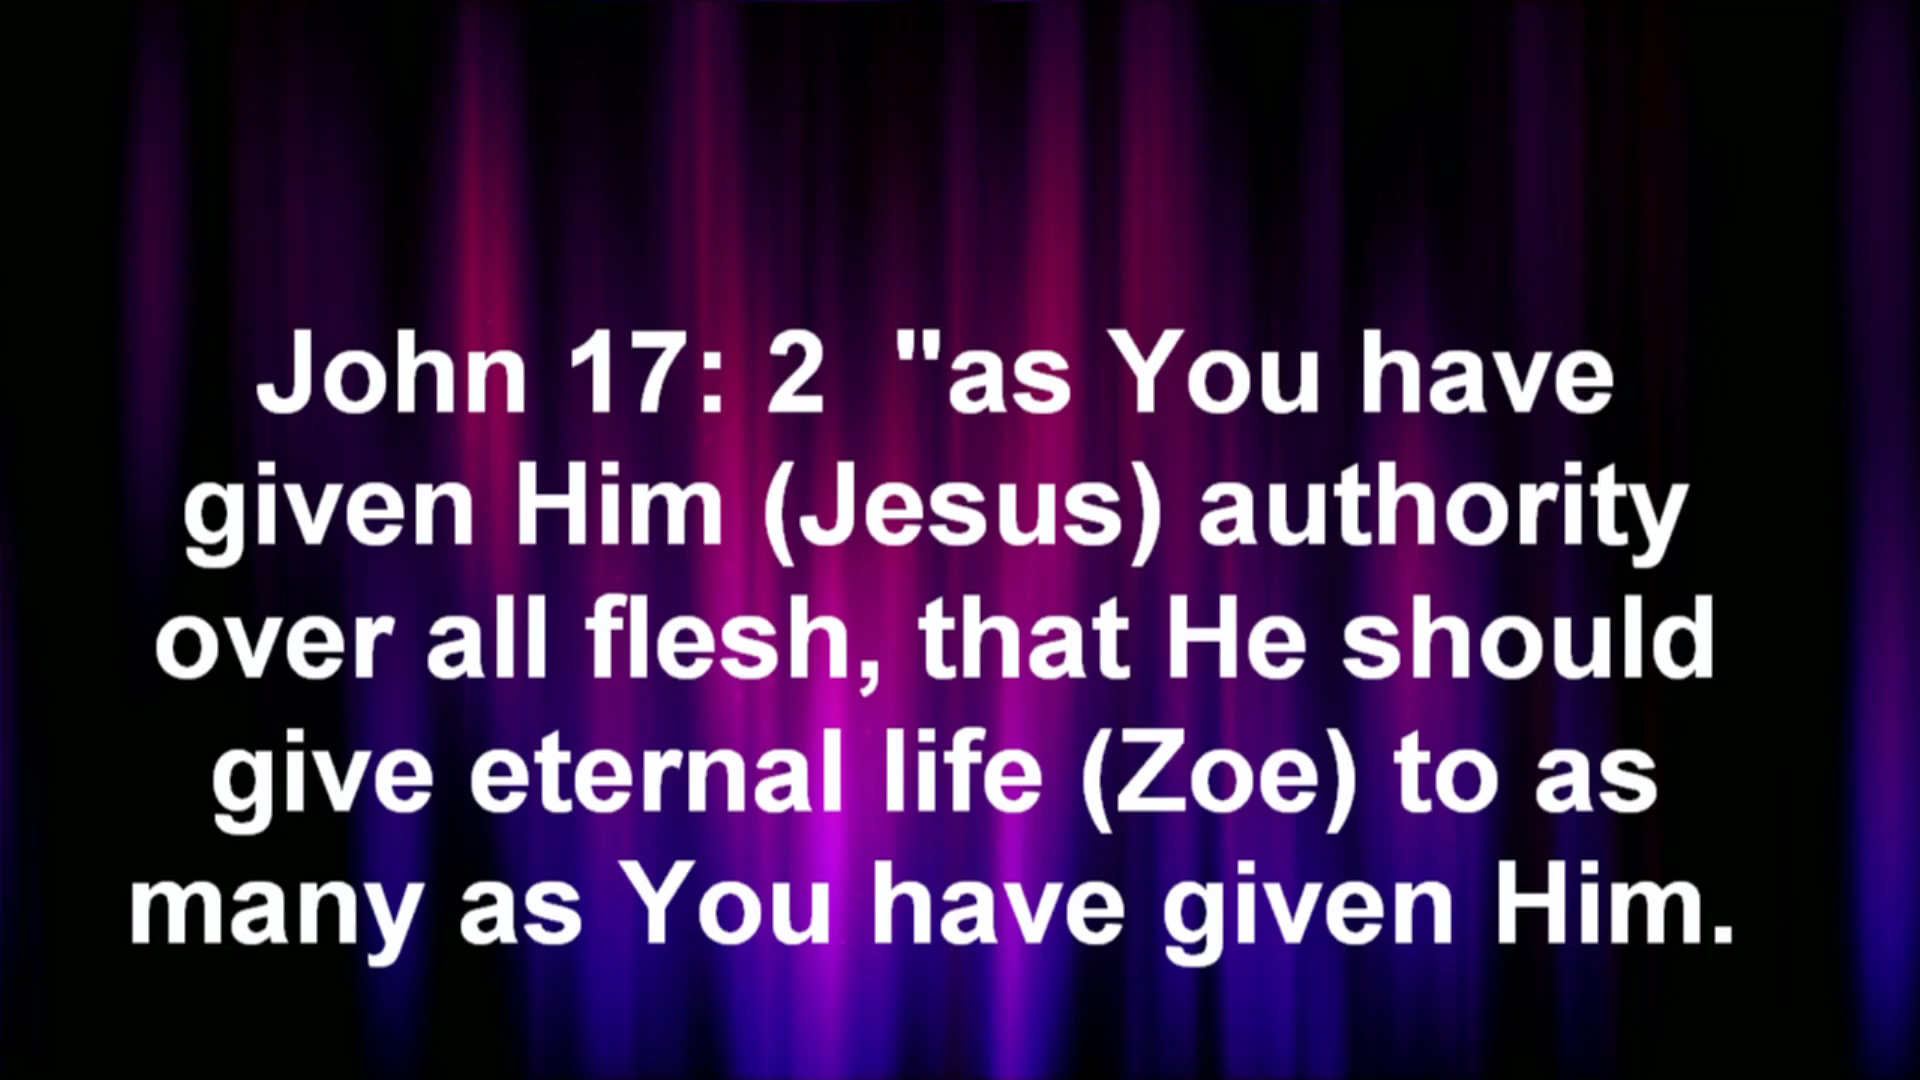 John 17: 2  "as You have
given Him (Jesus) authority
over all flesh, that He should
give eternal life (Zoe) to as
many as You have given Him.